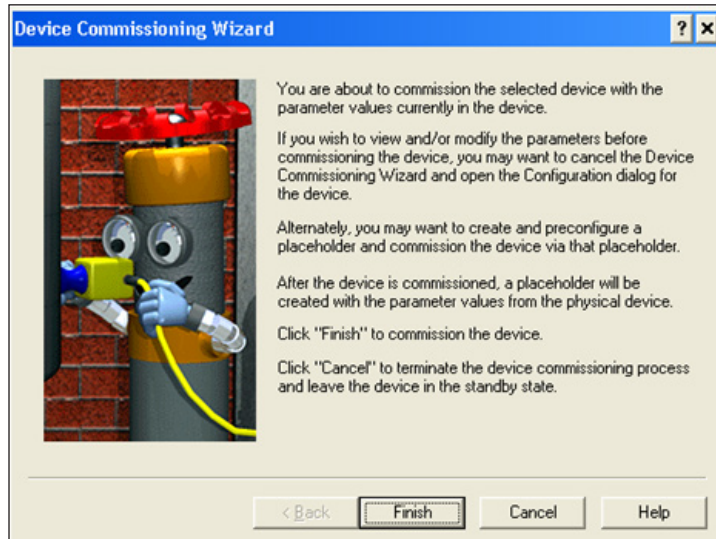 Device Commissioning Wizard
You are about to commission the selected device with the
parameter values currently in the device.
If you wish to view and/or modify the parameters before
commissioning the device, you may want to cancel the Device
Commissioning Wizard and open the Configuration dialog for
the device.
Alternately, you may want to create and preconfigure a
placeholder and commission the device via that placeholder.
After the device is commissioned, a placeholder will be
created with the parameter values from the physical device.
Click "Finish" to commission the device.
Click "Cancel" to terminate the device commissioning process
and leave the device in the standby state.
< Back Finish Cancel Help